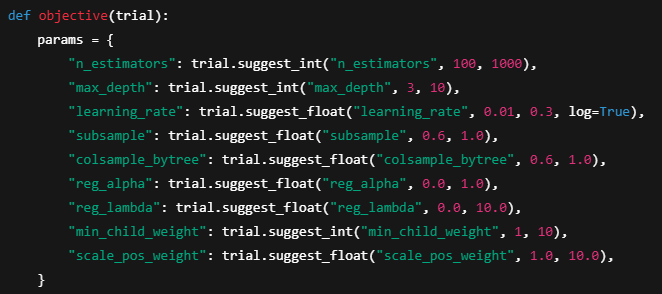 def objective(trial):
    params = {
        "n_estimators": trial.suggest_int("n_estimators", 100, 1000),
        "max_depth": trial.suggest_int("max_depth", 3, 10),
        "learning_rate": trial.suggest_float("learning_rate", 0.01, 0.3, log=True),
        "subsample": trial.suggest_float("subsample", 0.6, 1.0),
        "colsample_bytree": trial.suggest_float("colsample_bytree", 0.6, 1.0),
        "reg_alpha": trial.suggest_float("reg_alpha", 0.0, 1.0),
        "reg_lambda": trial.suggest_float("reg_lambda", 0.0, 10.0),
        "min_child_weight": trial.suggest_int("min_child_weight", 1, 10),
        "scale_pos_weight": trial.suggest_float("scale_pos_weight", 1.0, 10.0),
    }